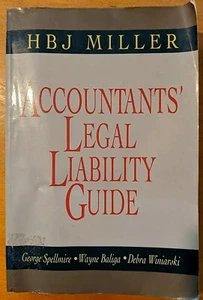 HBJ MILLER
ACCOUNTANTS'
LEGAL
LIABILITY
GUIDE
George Spellmire • Wayne Baliga • Debra Winiarski